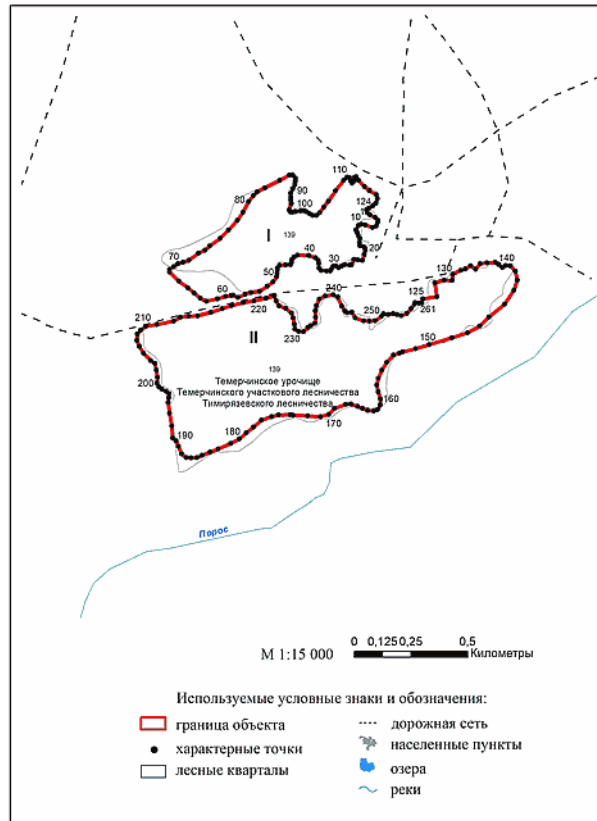 110
90
80
100
124
10
I
139
20
70
40
30
50
60
140
130
240
125
220
210
250
261
II
230
150
139
Темерчинское урочище
Темерчинского участкового лесничества
Тимирязевского лесничества
200
160
170
180
190
Порос
М 1:15 000
0 0,125 0,25 0,5
Километры
Используемые условные знаки и обозначения:
граница объекта
характерные точки
лесные кварталы
дорожная сеть
населенные пункты
озера
реки